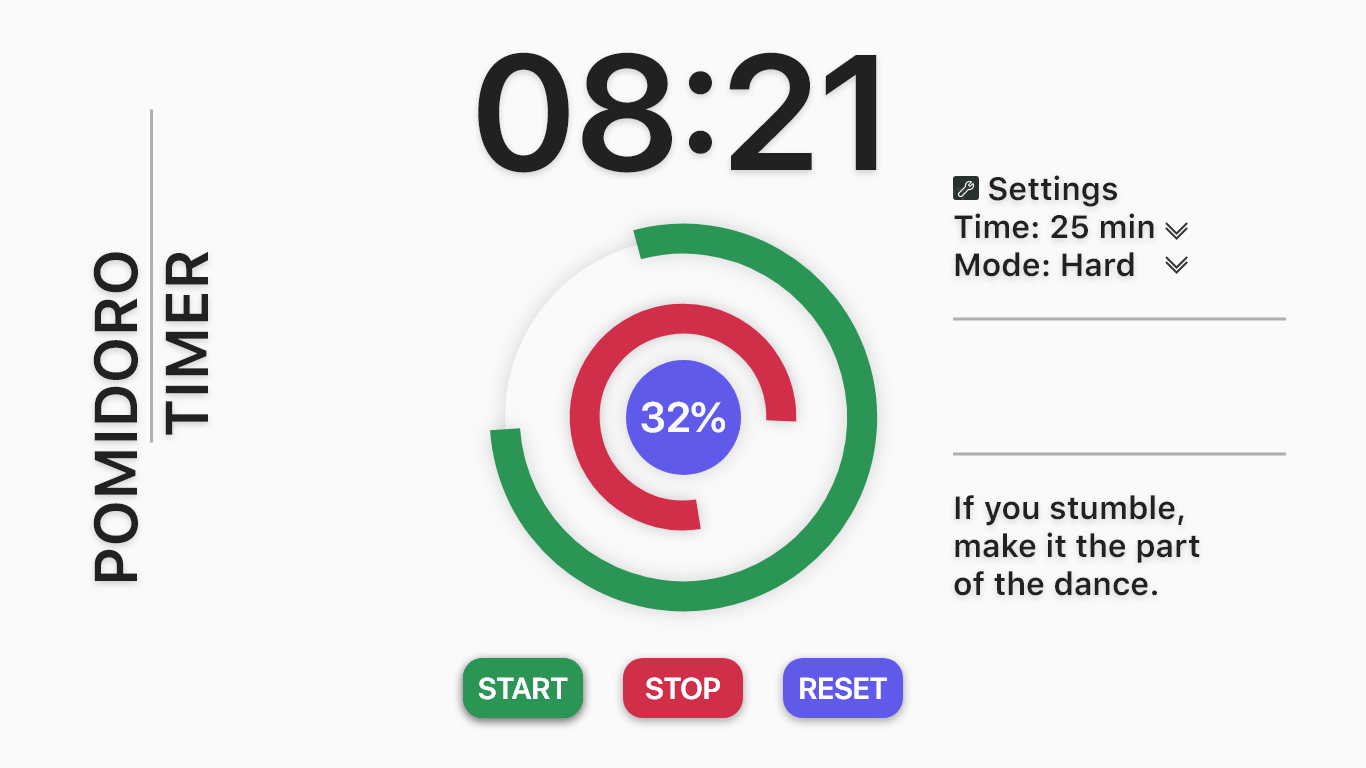 POMIDORO
TIMER
08:21
32%
START
STOP
RESET
Settings
Time: 25 min
Mode: Hard
If you stumble,
make it the part
of the dance.